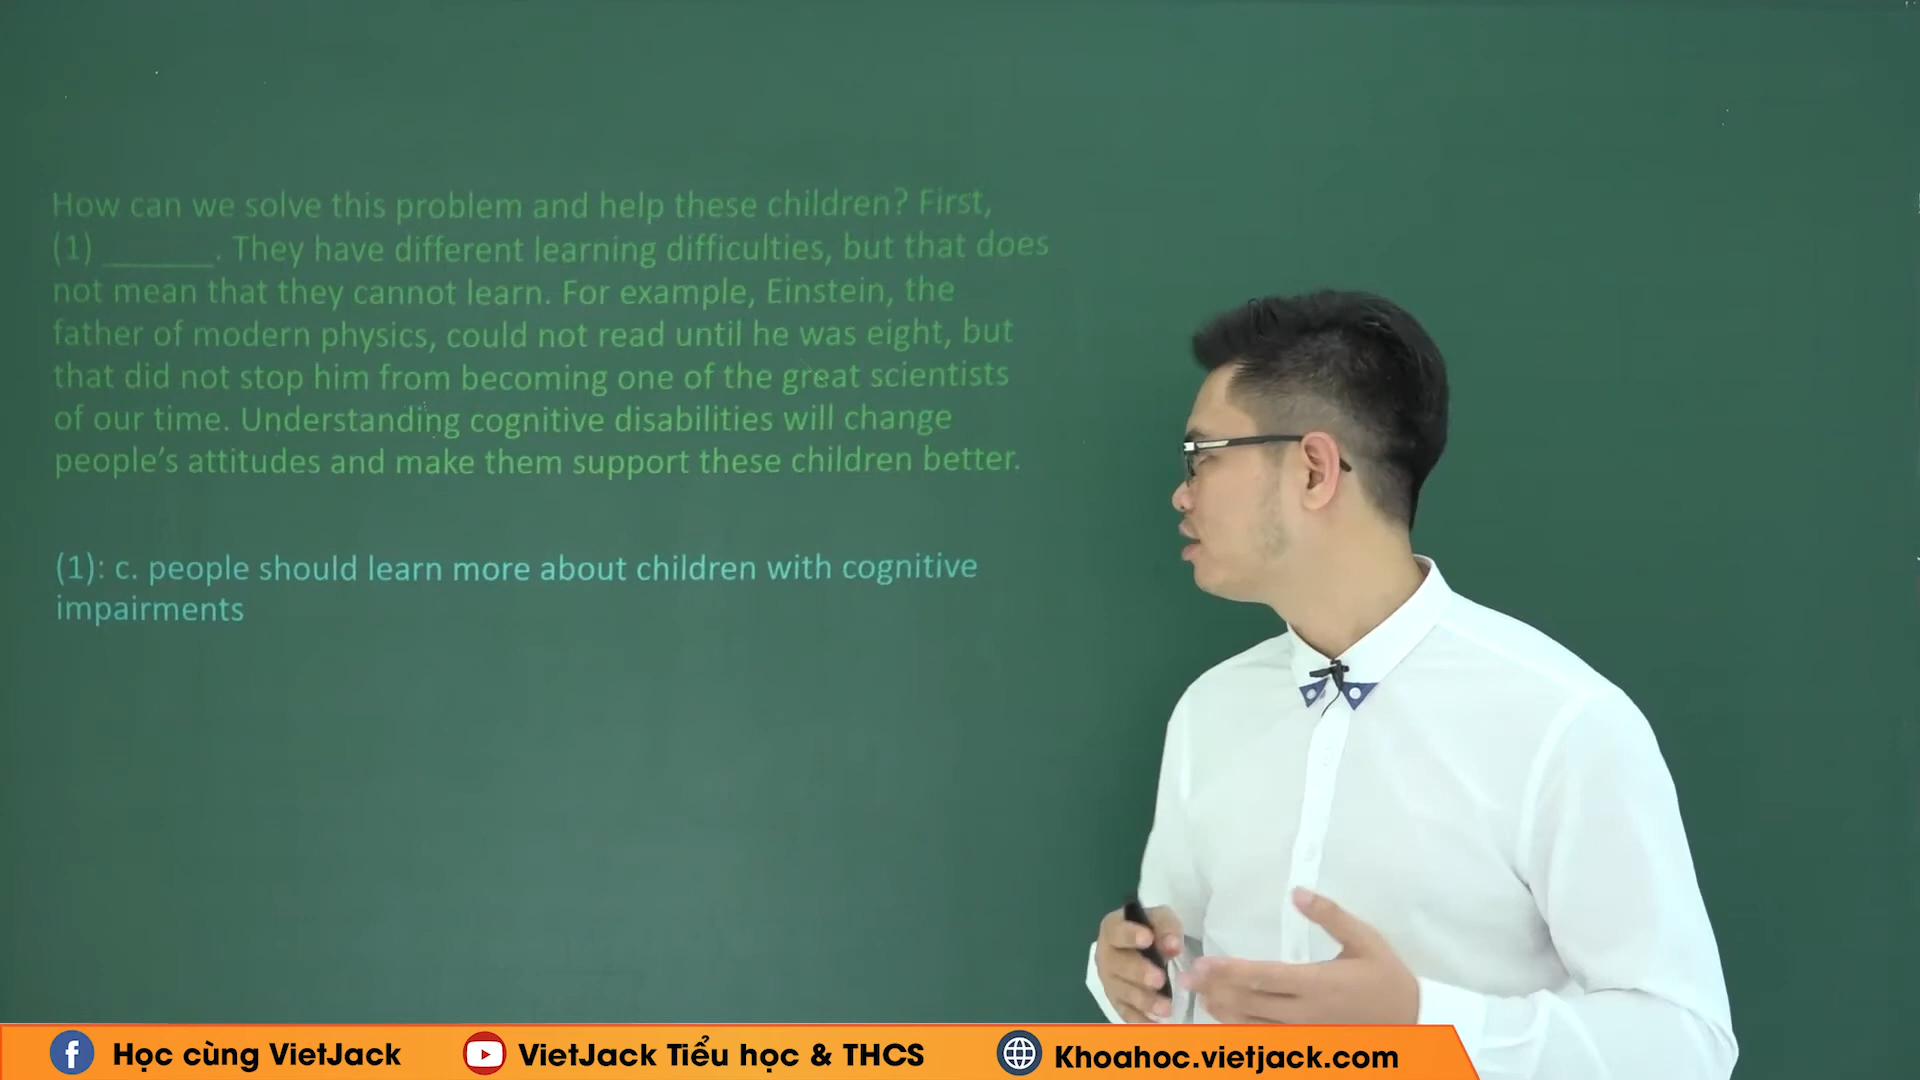 How can we solve this problem and help these children? First,
(1) ______. They have different learning difficulties, but that does
not mean that they cannot learn. For example, Einstein, the
father of modern physics, could not read until he was eight, but
that did not stop him from becoming one of the great scientists
of our time. Understanding cognitive disabilities will change
people’s attitudes and make them support these children better.
(1): c. people should learn more about children with cognitive
impairments
Học cùng VietJack
VietJack Tiểu học & THCS
Khoahoc.vietjack.com